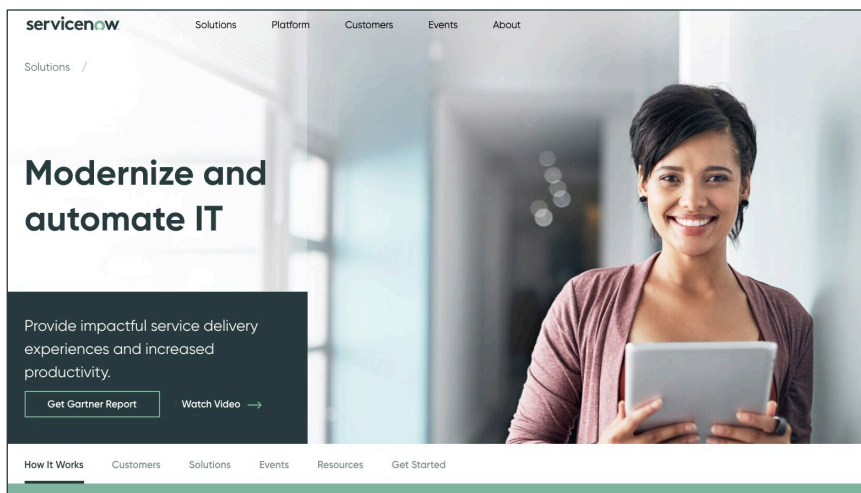 servicenow.
Solutions Platform Customers Events About
Solutions /
Modernize and
automate IT
Provide impactful service delivery
experiences and increased
productivity.
Get Gartner Report Watch Video →
How It Works Customers Solutions Events Resources Get Started